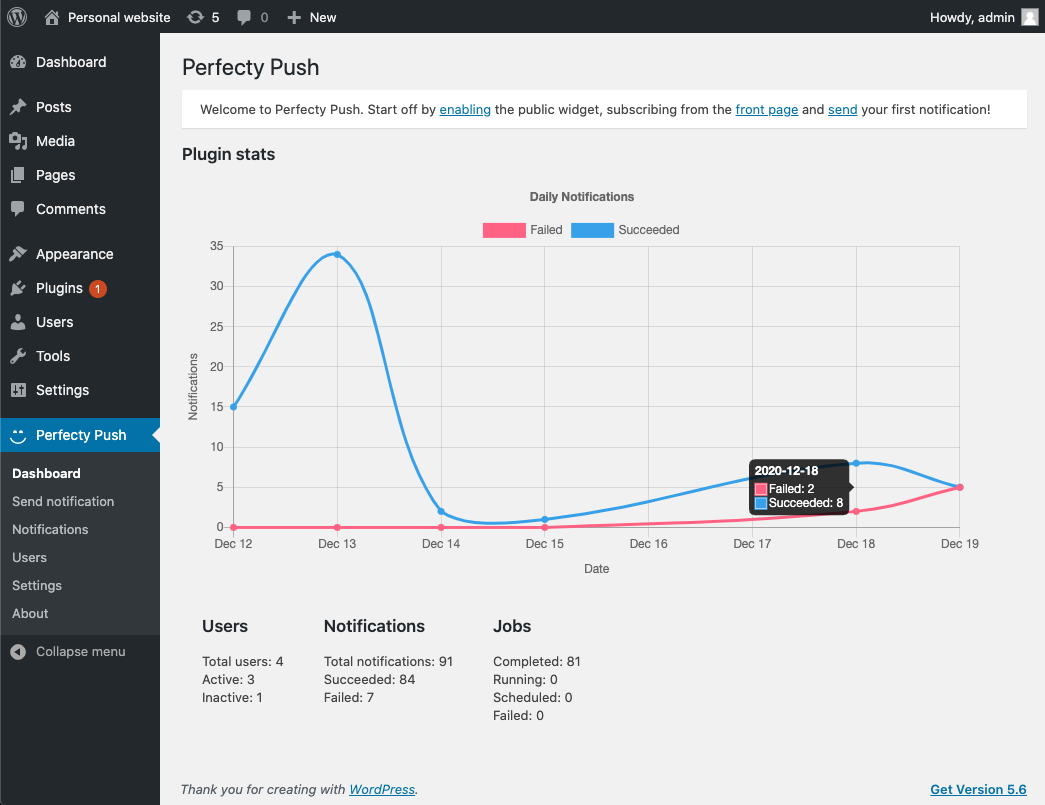 Personal website 5 0 New Howdy, admin
Dashboard
Posts
Media
Pages
Comments
Appearance
Plugins 1
Users
Tools
Settings
Perfecty Push
Dashboard
Send notification
Notifications
Users
Settings
About
Collapse menu
Perfecty Push
Welcome to Perfecty Push. Start off by enabling the public widget, subscribing from the front page and send your first notification!
Plugin stats
Daily Notifications
Failed Succeeded
35
30
25
20
15
10
5
0
Notifications
2020-12-18
Failed: 2
Succeeded: 8
Dec 12 Dec 13 Dec 14 Dec 15 Dec 16 Dec 17 Dec 18 Dec 19
Date
Users
Total users: 4
Active: 3
Inactive: 1
Notifications
Total notifications: 91
Succeeded: 84
Failed: 7
Jobs
Completed: 81
Running: 0
Scheduled: 0
Failed: 0
Thank you for creating with WordPress.
Get Version 5.6